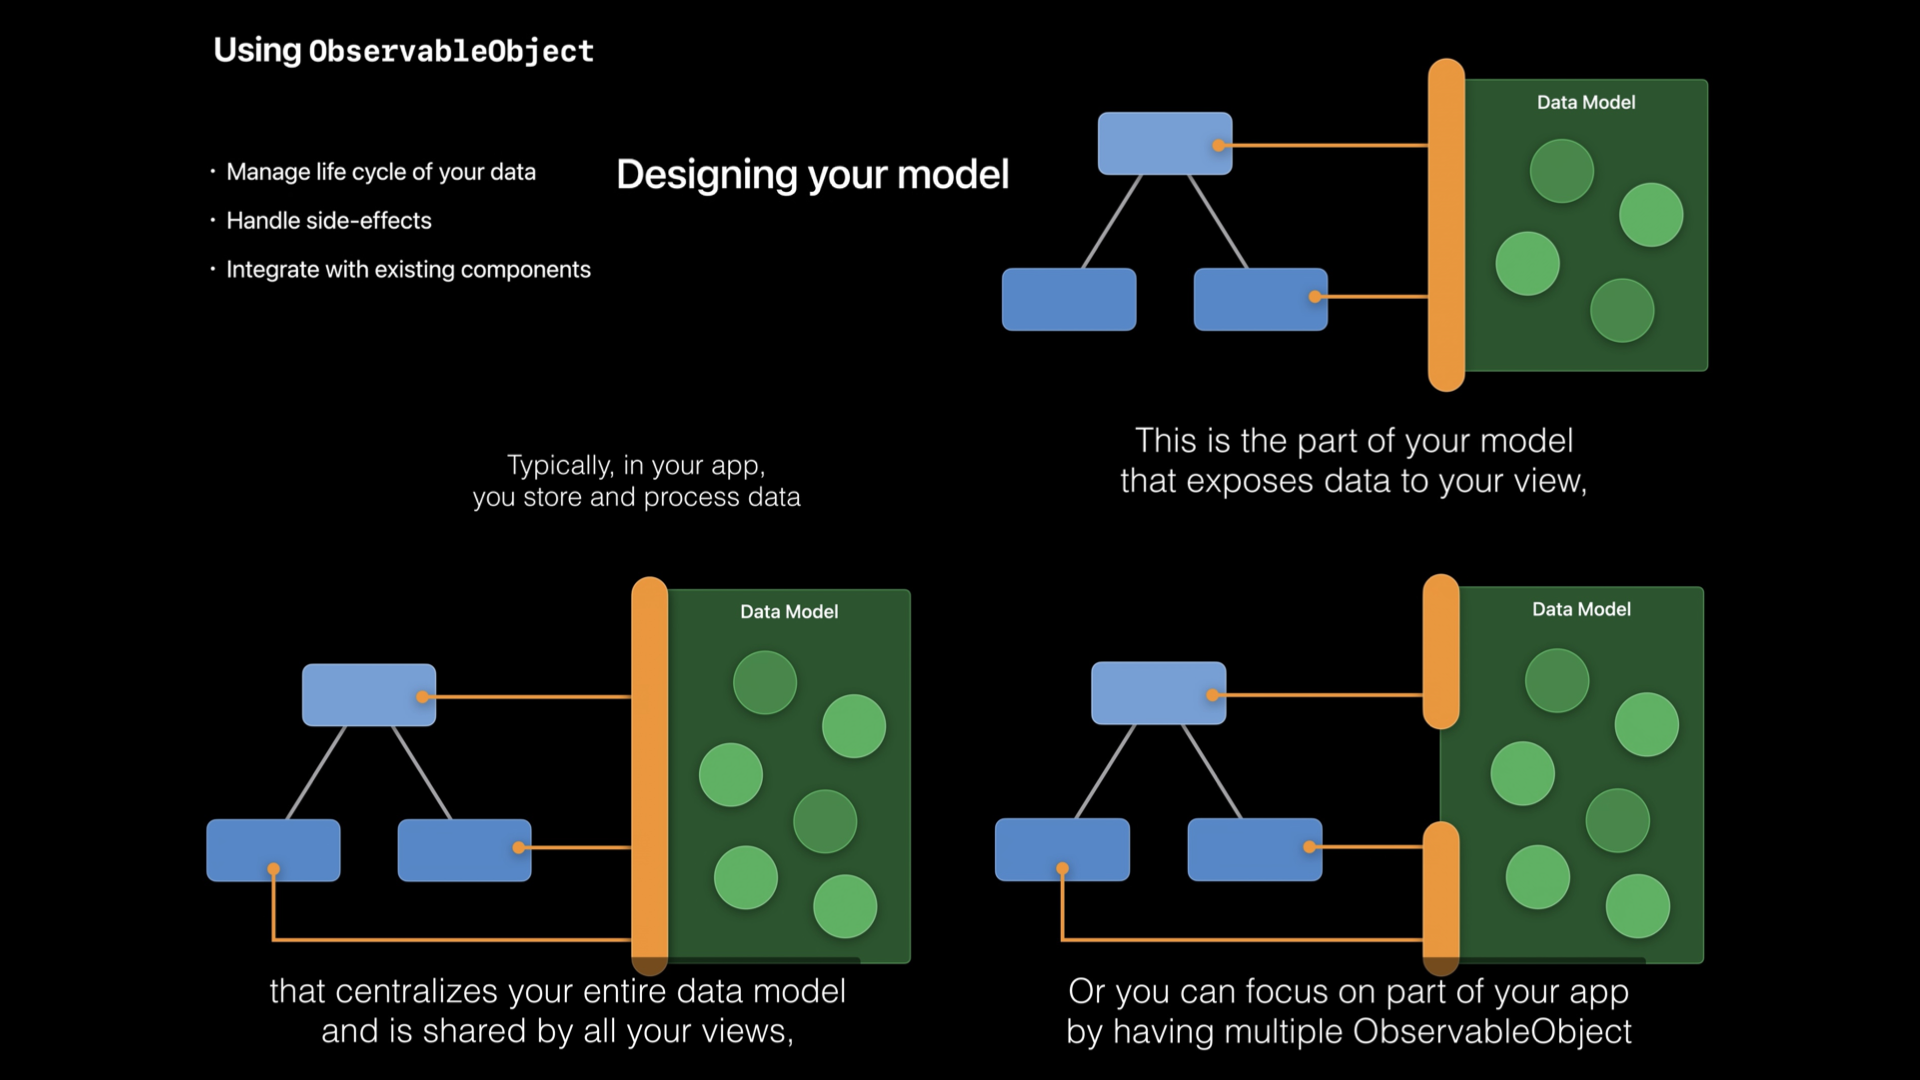 Using ObservableObject
· Manage life cycle of your data
· Handle side-effects
· Integrate with existing components
Designing your model
Typically, in your app,
you store and process data
Data Model
This is the part of your model
that exposes data to your view,
Data Model
that centralizes your entire data model
and is shared by all your views,
Data Model
Or you can focus on part of your app
by having multiple ObservableObject